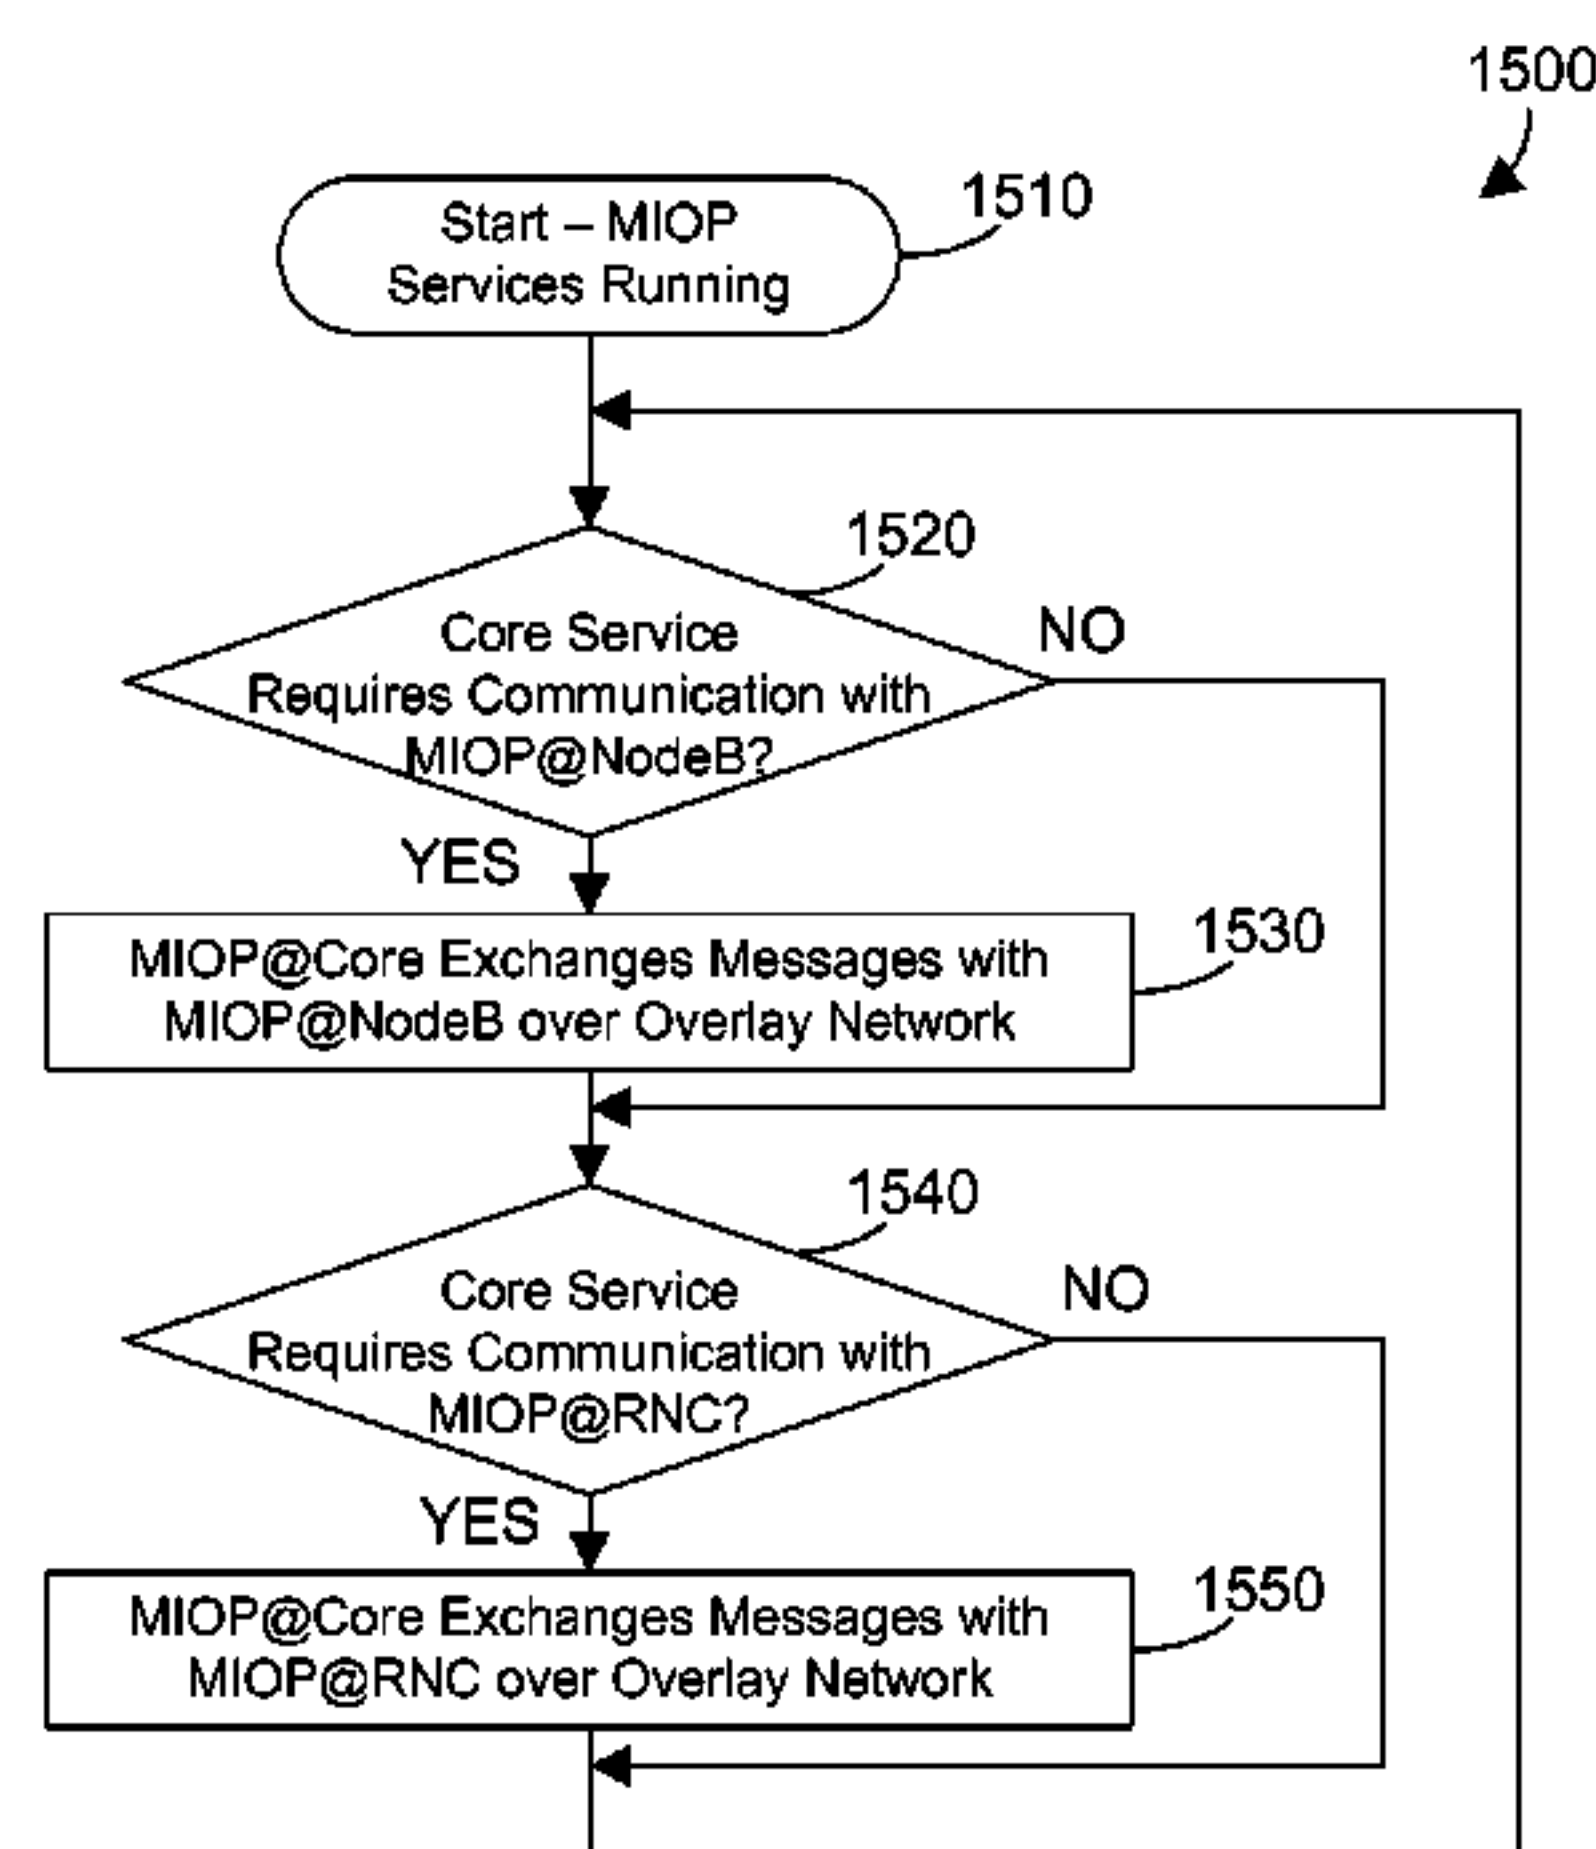 1500
Start – MIOP
Services Running
1510
1520
Core Service
Requires Communication with
MIOP@NodeB?
NO
YES
1530
MIOP@Core Exchanges Messages with
MIOP@NodeB over Overlay Network
1540
Core Service
Requires Communication with
MIOP@RNC?
NO
YES
1550
MIOP@Core Exchanges Messages with
MIOP@RNC over Overlay Network